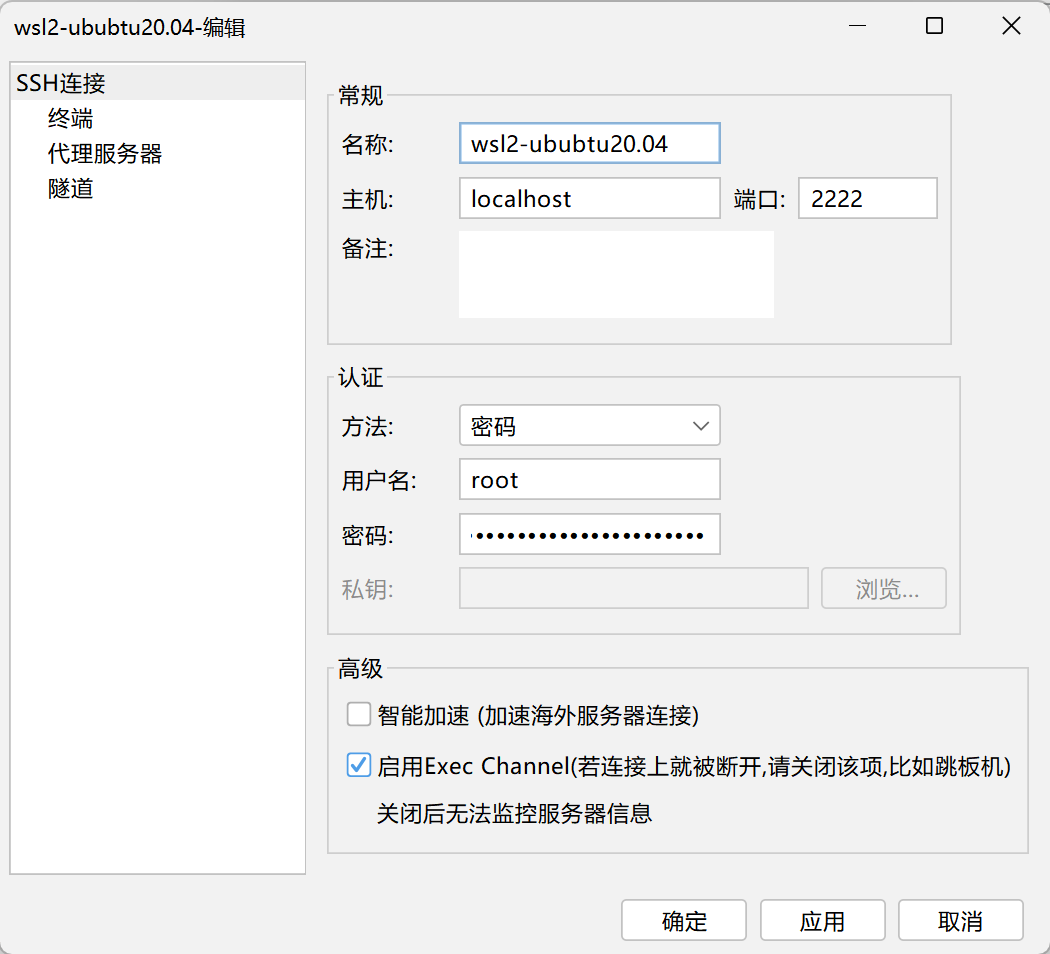 wsl2-ububtu20.04-编辑
SSH连接
终端
代理服务器
隧道
常规
名称: wsl2-ububtu20.04
主机: localhost 端口: 2222
备注:
认证
方法: 密码
用户名: root
密码: ••••••••••••••••••••••
私钥: 浏览...
高级
智能加速 (加速海外服务器连接)
启用Exec Channel(若连接上就被断开,请关闭该项,比如跳板机)
关闭后无法监控服务器信息
确定 应用 取消